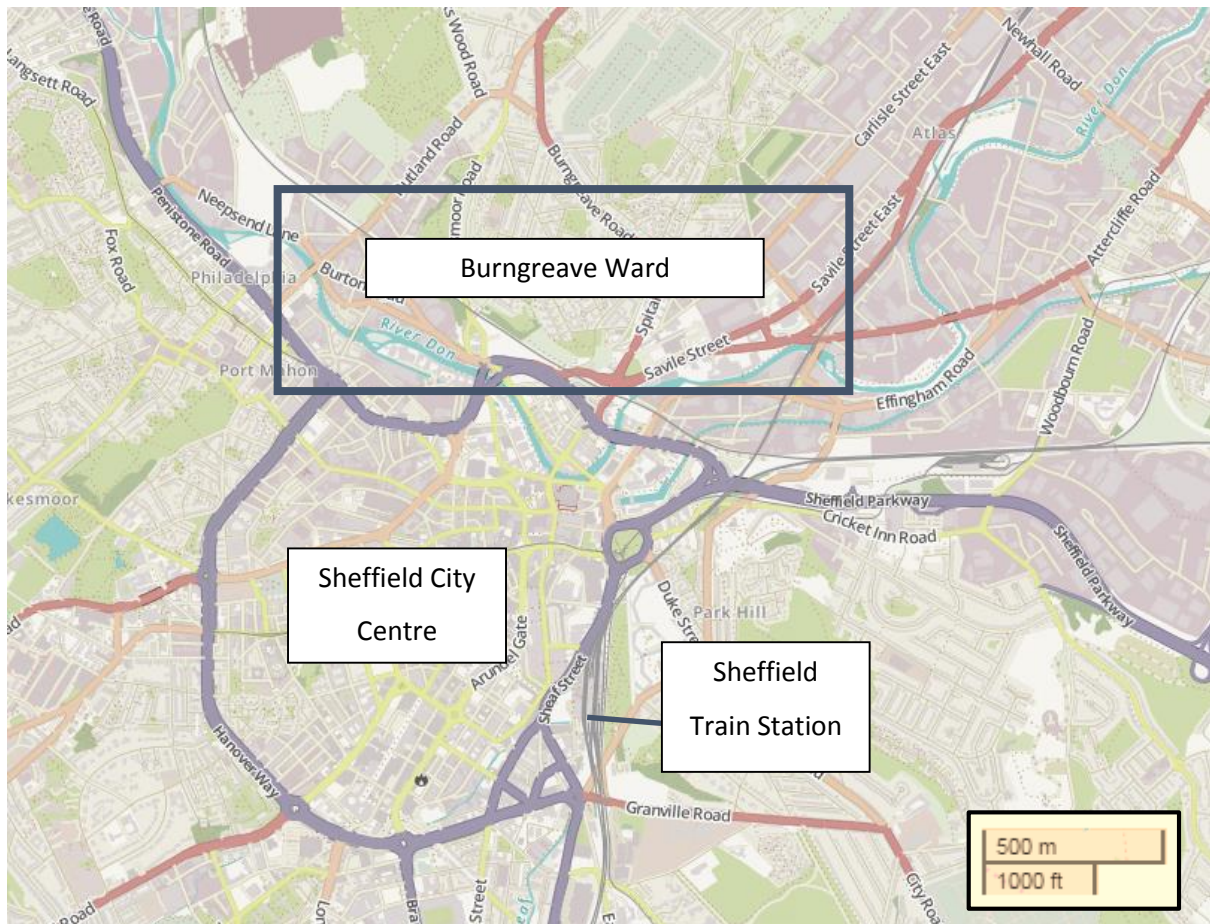 Langsett Road
Wood Road
Newhall Road
Carlisle Street East
Atlas
River Don
Rutland Road
Burngreave Road
Attercliffe Road
Neepsend Lane
Penistone Road
Fox Road
Philadelphia
Burton Road
Burngreave Ward
Savile Street East
River Don
Savile Street
Port Mahon
Effingham Road
Woodbourn Road
Sheffield Parkway
Cricket Inn Road
Sheffield Parkway
Sheffield City
Centre
Park Hill
Arundel Gate
Sheaf Street
Sheffield
Train Station
Hanover Way
Granville Road
500 m
1000 ft
Street